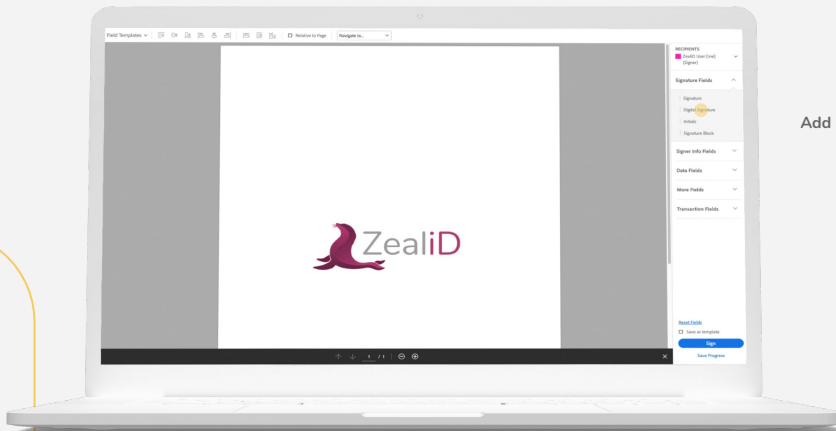 Field Templates
Relative to Page
Navigate to...
RECIPIENTS
ZealiD User (me)
(Signer)
Signature Fields
Signature
Digital Signature
Initials
Signature Block
Signer Info Fields
Data Fields
More Fields
Transaction Fields
Add
ZealiD
Reset Fields
Save as template
Sign
Save Progress
1 / 1